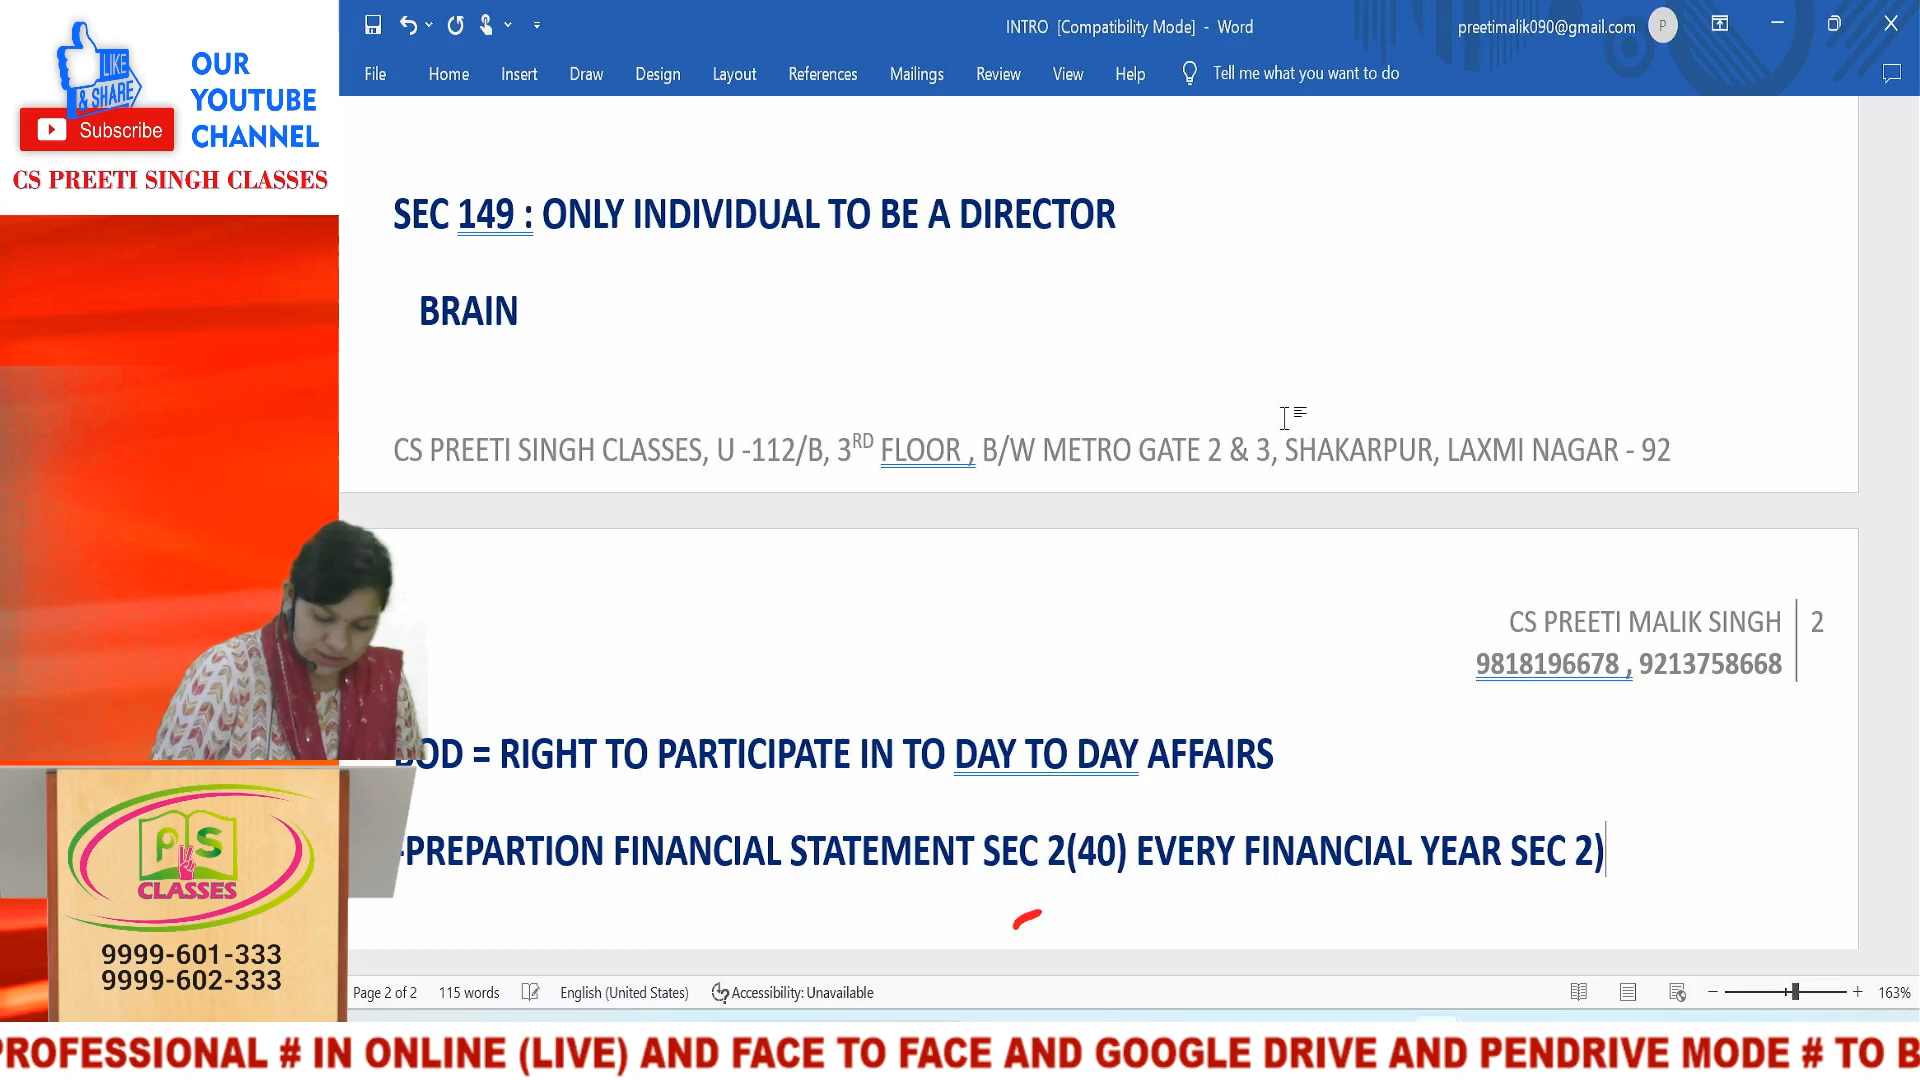 LIKE
& SHARE
Subscribe
OUR
YOUTUBE
CHANNEL
CS PREETI SINGH CLASSES
INTRO [Compatibility Mode] - Word
preetimalik090@gmail.com
P
File Home Insert Draw Design Layout References Mailings Review View Help Tell me what you want to do
SEC 149 : ONLY INDIVIDUAL TO BE A DIRECTOR
BRAIN
CS PREETI SINGH CLASSES, U -112/B, 3RD FLOOR , B/W METRO GATE 2 & 3, SHAKARPUR, LAXMI NAGAR - 92
CS PREETI MALIK SINGH 2
9818196678 , 9213758668
BOD = RIGHT TO PARTICIPATE IN TO DAY TO DAY AFFAIRS
-PREPARTION FINANCIAL STATEMENT SEC 2(40) EVERY FINANCIAL YEAR SEC 2)
PS
CLASSES
9999-601-333
9999-602-333
Page 2 of 2 115 words English (United States) Accessibility: Unavailable 163%
PROFESSIONAL # IN ONLINE (LIVE) AND FACE TO FACE AND GOOGLE DRIVE AND PENDRIVE MODE # TO B